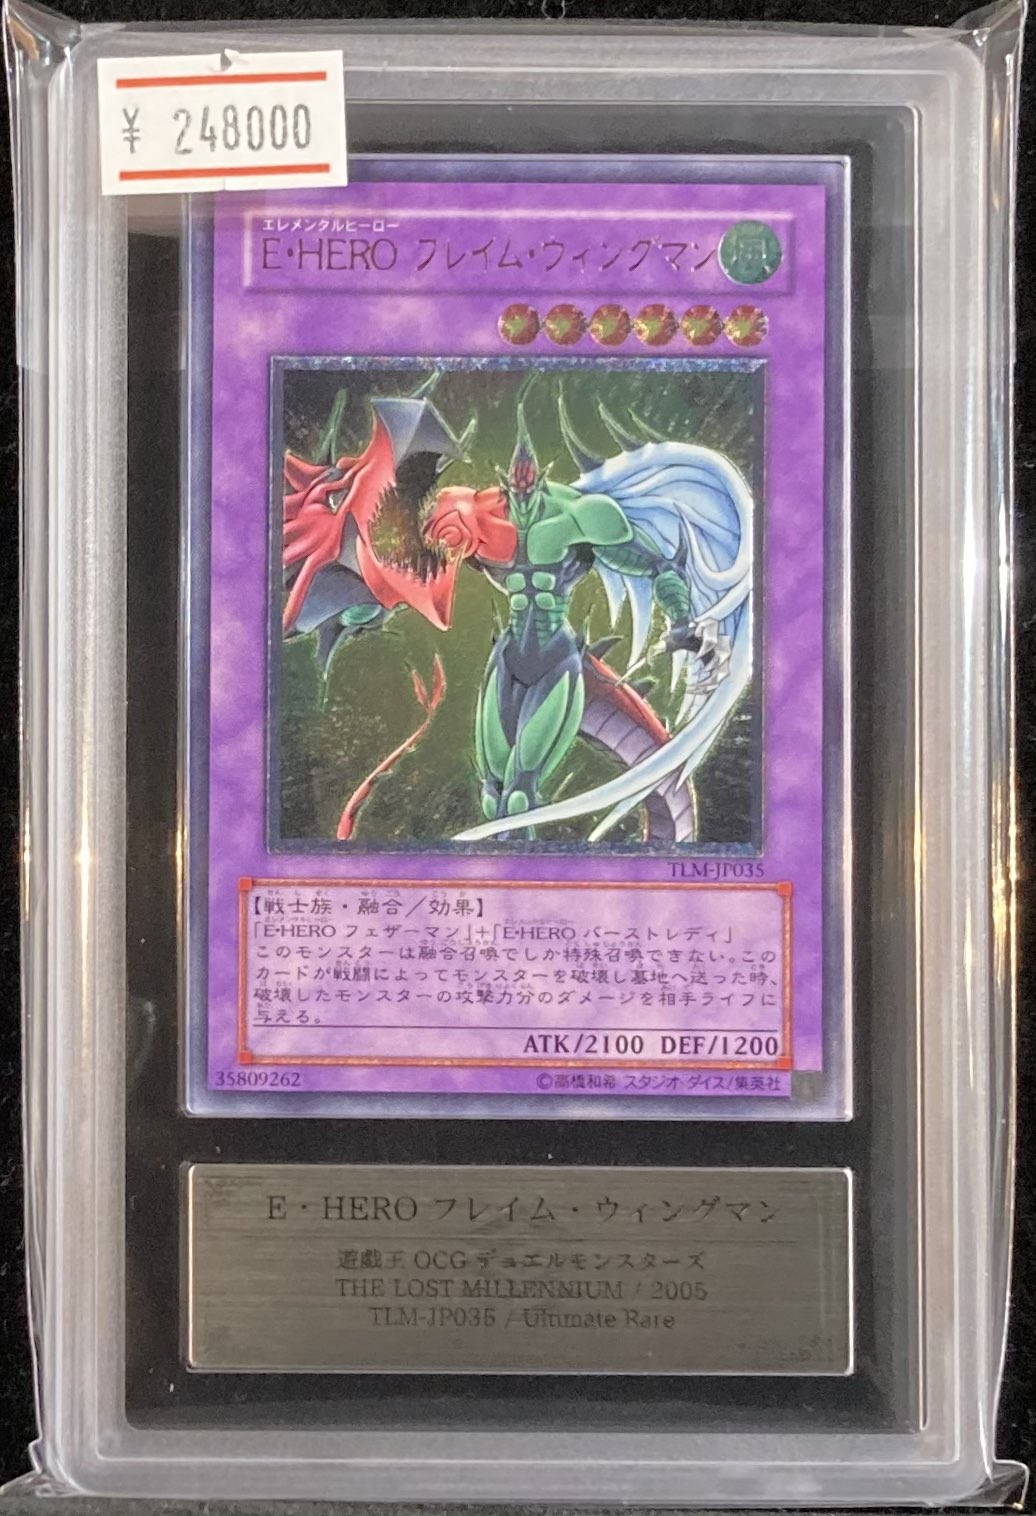 ¥ 248000
エレメンタルヒーロー
E・HERO フレイム・ウィングマン
風
TLM-JP035
【戦士族・融合／効果】
「E・HERO フェザーマン」＋「E・HERO バーストレディ」
このモンスターは融合召喚でしか特殊召喚できない。この
カードが戦闘によってモンスターを破壊し墓地へ送った時、
破壊したモンスターの攻撃力分のダメージを相手ライフに
与える。
ATK/2100 DEF/1200
35809262
©高橋和希 スタジオ・ダイス/集英社
E・HERO フレイム・ウィングマン
遊戯王 OCG デュエルモンスターズ
THE LOST MILLENNIUM / 2005
TLM-JP035 / Ultimate Rare